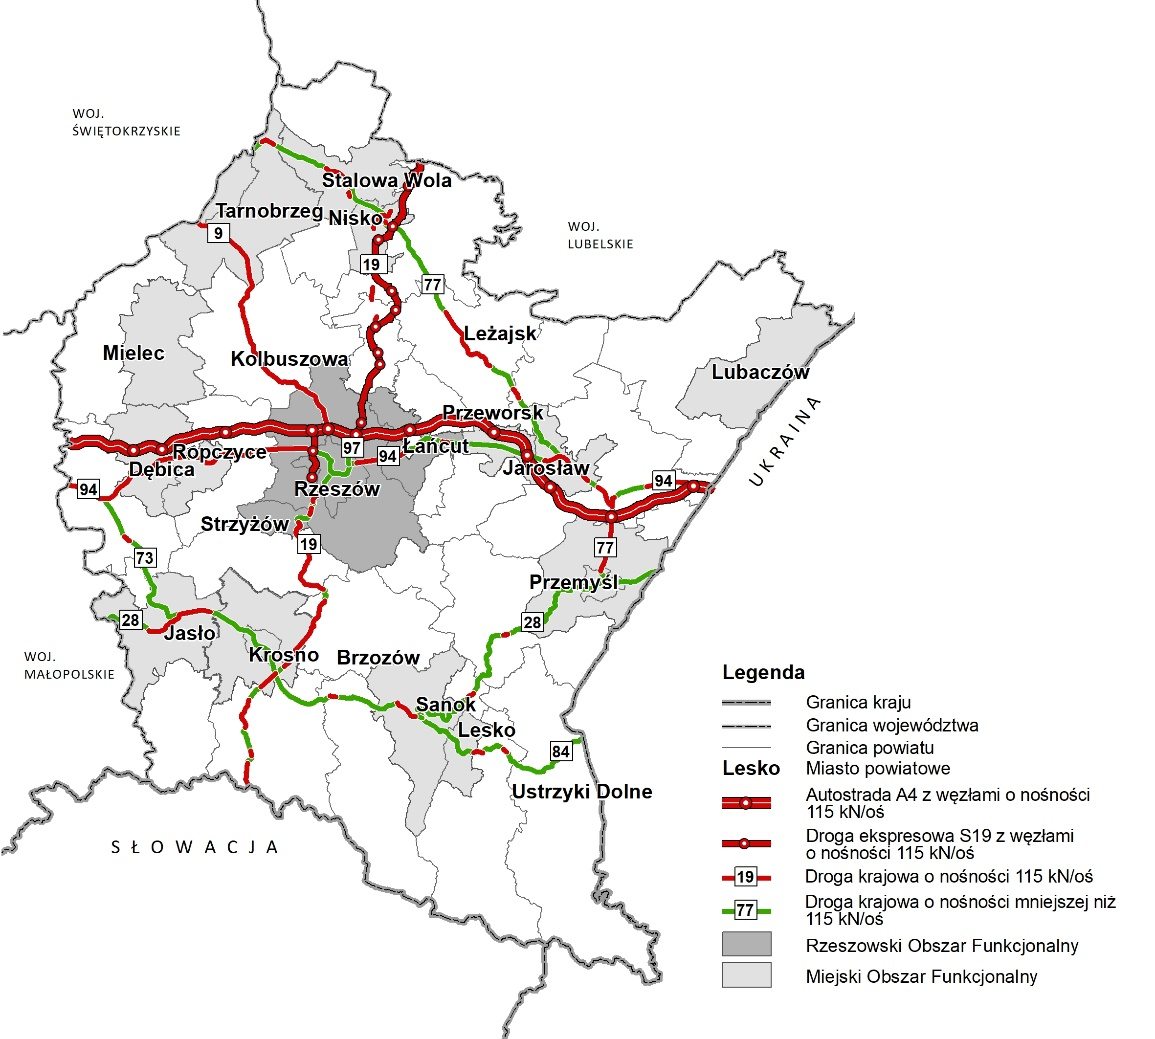 WOJ.
ŚWIĘTOKRZYSKIE
Stalowa Wola
Tarnobrzeg
Nisko
9
WOJ.
LUBELSKIE
19
77
Leżajsk
Mielec
Kolbuszowa
Lubaczów
UKRAINA
Przeworsk
97
Łańcut
94
Ropczyce
Dębica
Jarosław
94
94
Rzeszów
Strzyżów
19
77
73
Przemyśl
28
28
Jasło
WOJ.
MAŁOPOLSKIE
Krosno
Brzozów
Sanok
Lesko
84
Ustrzyki Dolne
SŁOWACJA
Legenda
Granica kraju
Granica województwa
Granica powiatu
Lesko Miasto powiatowe
Autostrada A4 z węzłami o nośności
115 kN/oś
Droga ekspresowa S19 z węzłami
o nośności 115 kN/oś
19 Droga krajowa o nośności 115 kN/oś
77 Droga krajowa o nośności mniejszej niż
115 kN/oś
Rzeszowski Obszar Funkcjonalny
Miejski Obszar Funkcjonalny